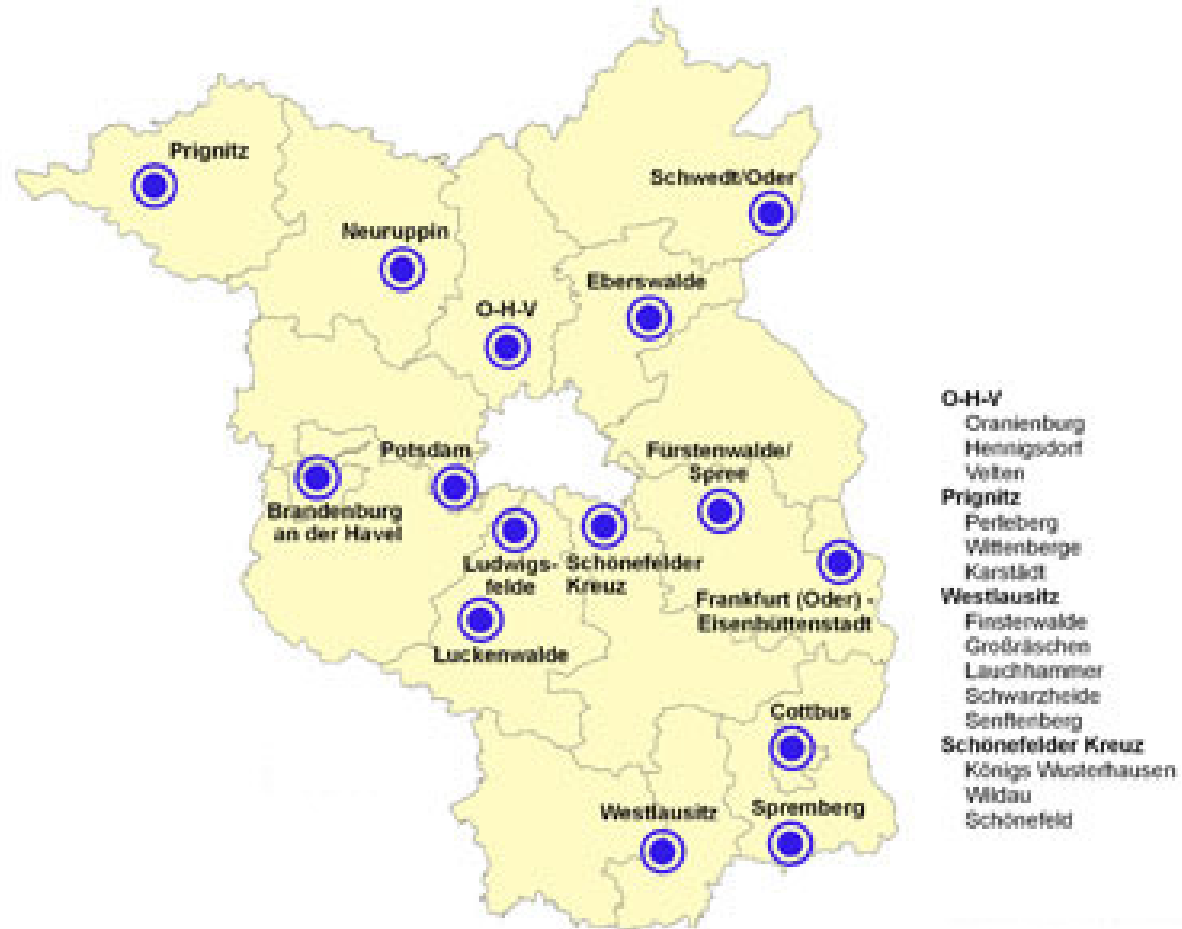 Prignitz
Schwedt/Oder
Neuruppin
Eberswalde
O-H-V
Potsdam
Fürstenwalde/
Spree
Brandenburg
an der Havel
Ludwigs-
felde
Schönefelder
Kreuz
Frankfurt (Oder) -
Eisenhüttenstadt
Luckenwalde
Cottbus
Westlausitz
Spremberg
O-H-V
Oranienburg
Hennigsdorf
Velten
Prignitz
Perleberg
Wittenberge
Karstädt
Westlausitz
Finsterwalde
Großräschen
Lauchhammer
Schwarzheide
Senftenberg
Schönefelder Kreuz
Königs Wusterhausen
Wildau
Schönefeld